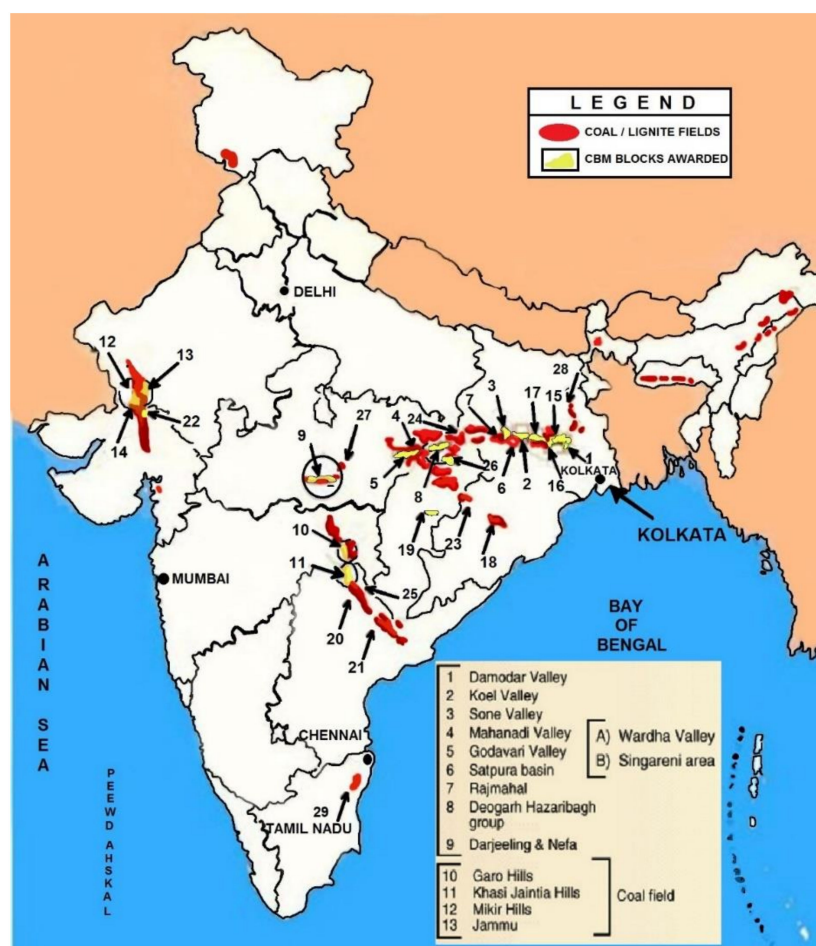 LEGEND
COAL / LIGNITE FIELDS
CBM BLOCKS AWARDED
DELHI
12
13
22
14
28
3
17
15
7
24
4
27
9
5
8
26
6
2
16
1
KOLKATA
KOLKATA
19
23
18
10
11
25
MUMBAI
20
21
ARABIAN SEA
BAY
OF
BENGAL
CHENNAI
29
TAMIL NADU
PEEWD AHSKAL
1 Damodar Valley
2 Koel Valley
3 Sone Valley
4 Mahanadi Valley
5 Godavari Valley
6 Satpura basin
7 Rajmahal
8 Deogarh Hazaribagh
group
9 Darjeeling & Nefa
A) Wardha Valley
B) Singareni area
10 Garo Hills
11 Khasi Jaintia Hills
12 Mikir Hills
13 Jammu
Coal field